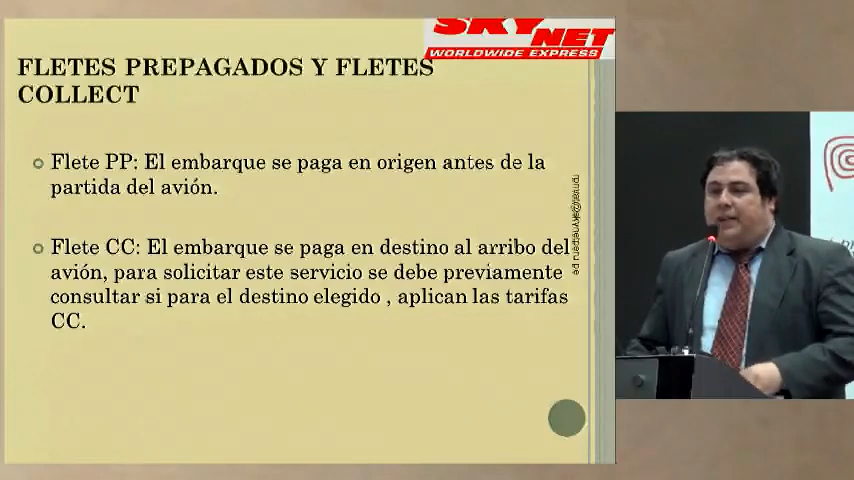 SKY
NET
WORLDWIDE EXPRESS
FLETES PREPAGADOS Y FLETES
COLLECT
Flete PP: El embarque se paga en origen antes de la
partida del avión.
Flete CC: El embarque se paga en destino al arribo del
avión, para solicitar este servicio se debe previamente
consultar si para el destino elegido , aplican las tarifas
CC.